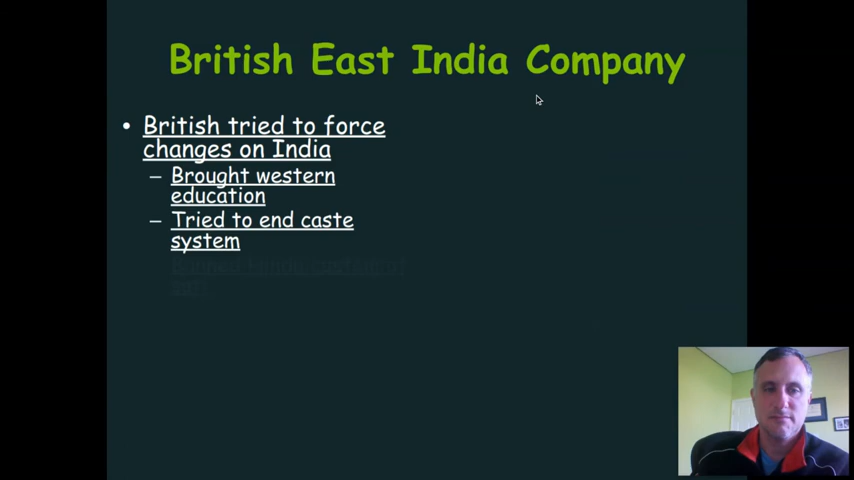 British East India Company
• British tried to force
changes on India
– Brought western
education
– Tried to end caste
system